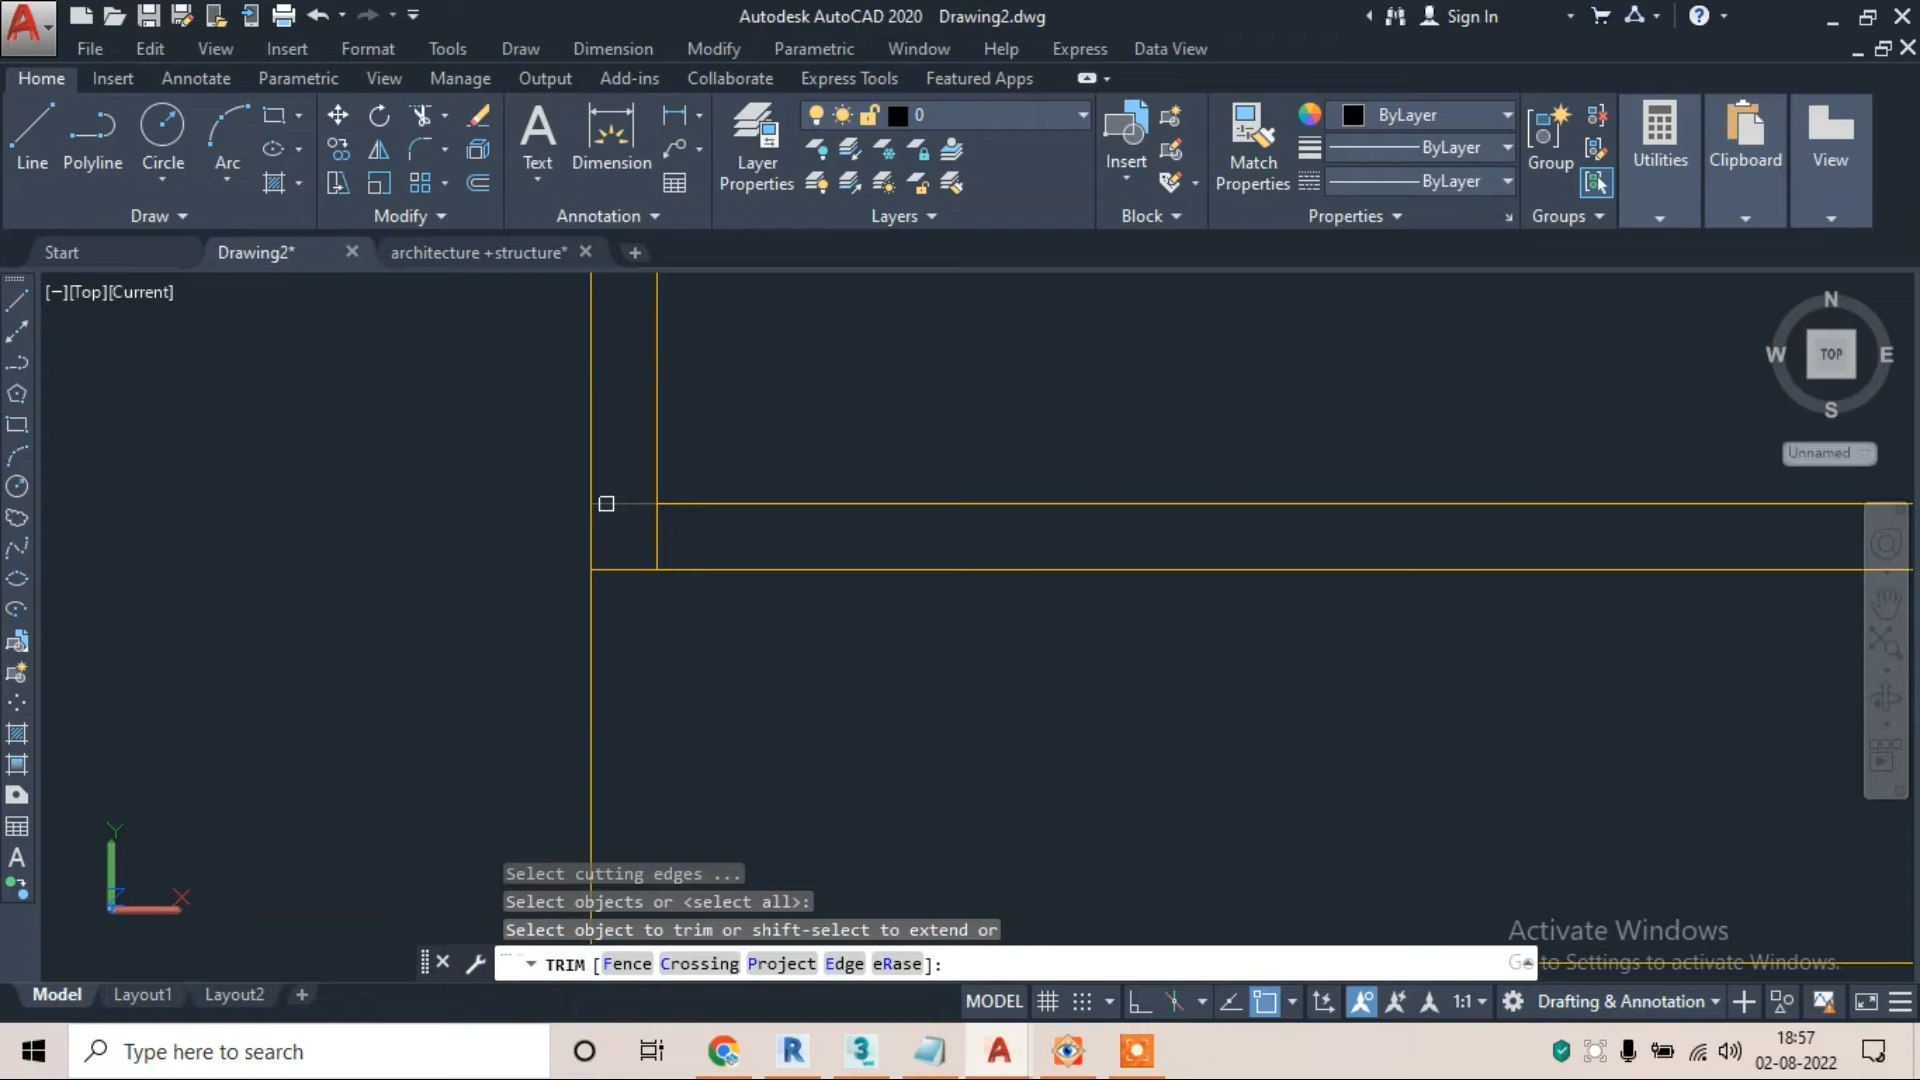 Autodesk AutoCAD 2020 Drawing2.dwg
Sign In
File Edit View Insert Format Tools Draw Dimension Modify Parametric Window Help Express Data View
Home Insert Annotate Parametric View Manage Output Add-ins Collaborate Express Tools Featured Apps
0
ByLayer
ByLayer
ByLayer
Line Polyline Circle Arc
Text Dimension
Layer
Properties
Insert
Match
Properties
Group
Utilities Clipboard View
Draw Modify Annotation Layers Block Properties Groups
Start Drawing2* architecture +structure*
[−][Top][Current]
N
W TOP E
S
Unnamed
Y
X
Select cutting edges ...
Select objects or <select all>:
Select object to trim or shift-select to extend or
TRIM [Fence Crossing Project Edge eRase]:
Activate Windows
Go to Settings to activate Windows.
Model Layout1 Layout2
MODEL 1:1 Drafting & Annotation
Type here to search
18:57
02-08-2022